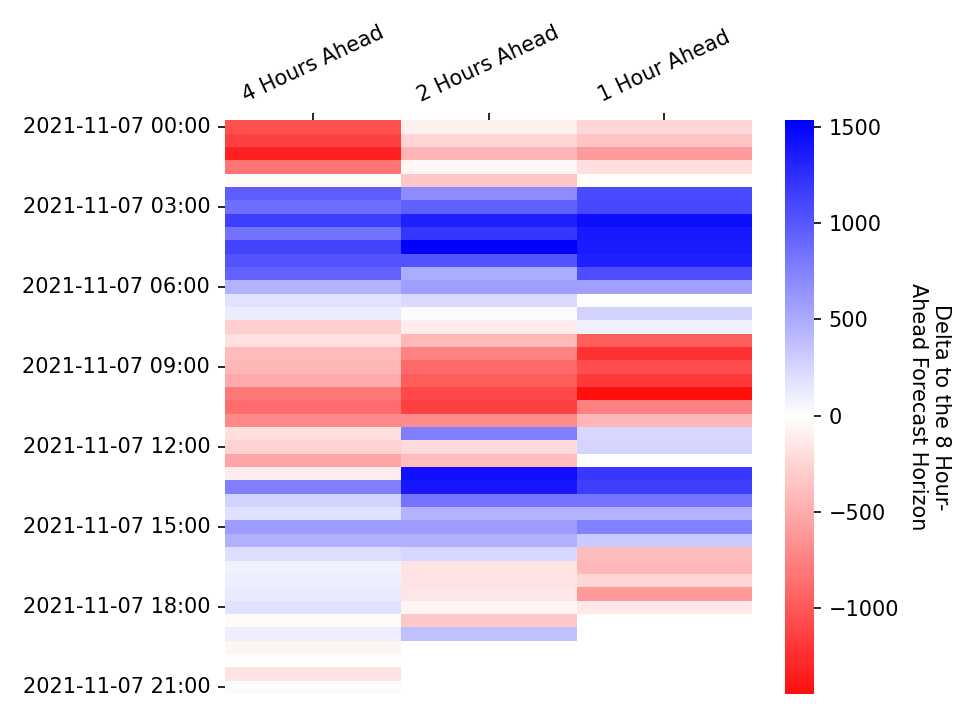 4 Hours Ahead
2 Hours Ahead
1 Hour Ahead
2021-11-07 00:00
2021-11-07 03:00
2021-11-07 06:00
2021-11-07 09:00
2021-11-07 12:00
2021-11-07 15:00
2021-11-07 18:00
2021-11-07 21:00
1500
1000
500
0
−500
−1000
Delta to the 8 Hour-
Ahead Forecast Horizon